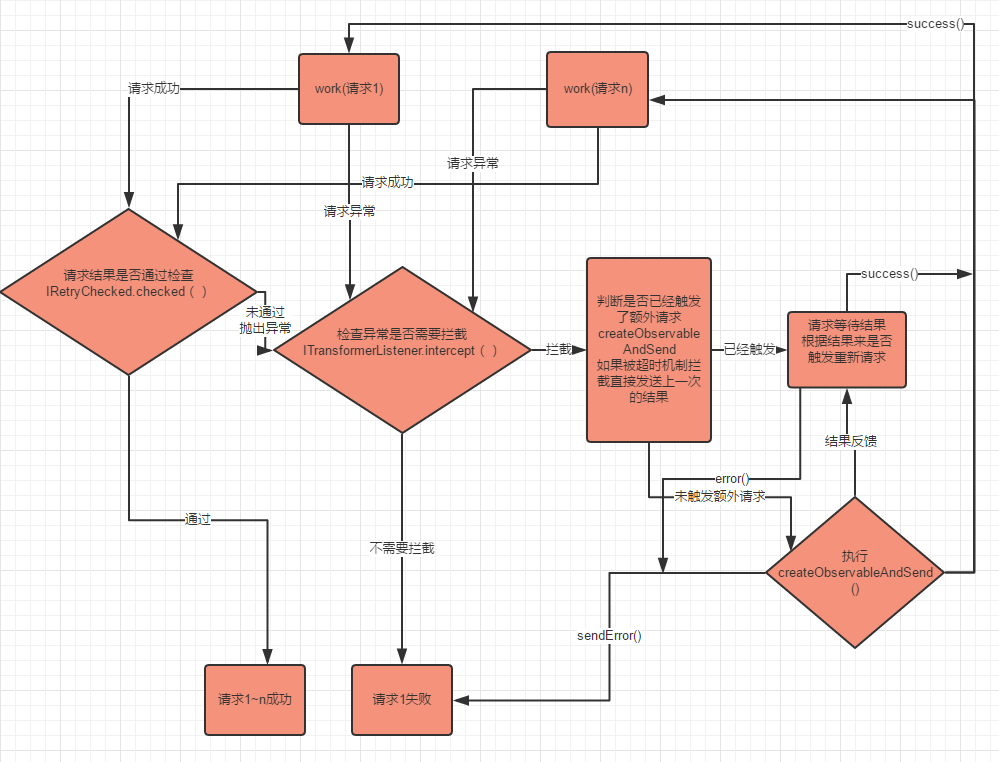 success()
work(请求1)
work(请求n)
请求成功
请求异常
请求成功
请求异常
请求结果是否通过检查
IRetryChecked.checked（ ）
未通过
抛出异常
检查异常是否需要拦截
ITransformerListener.intercept（ ）
拦截
判断是否已经触发
了额外请求
createObservable
AndSend
如果被超时机制拦
截直接发送上一次
的结果
已经触发
success()
请求等待结果
根据结果来是否
触发重新请求
结果反馈
error()
未触发额外请求
通过
不需要拦截
执行
createObservableAndSend
()
sendError()
请求1~n成功
请求1失败